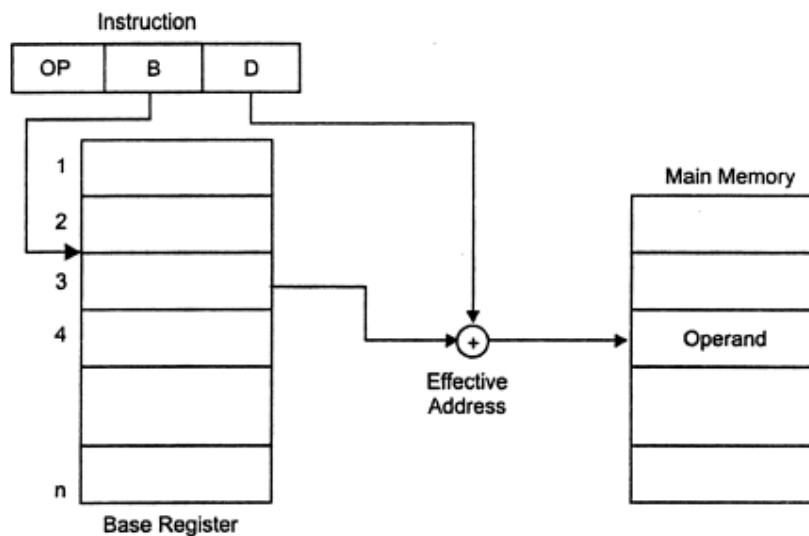 Instruction
OP B D
1
2
3
4
n
Base Register
Effective
Address
Main Memory
Operand